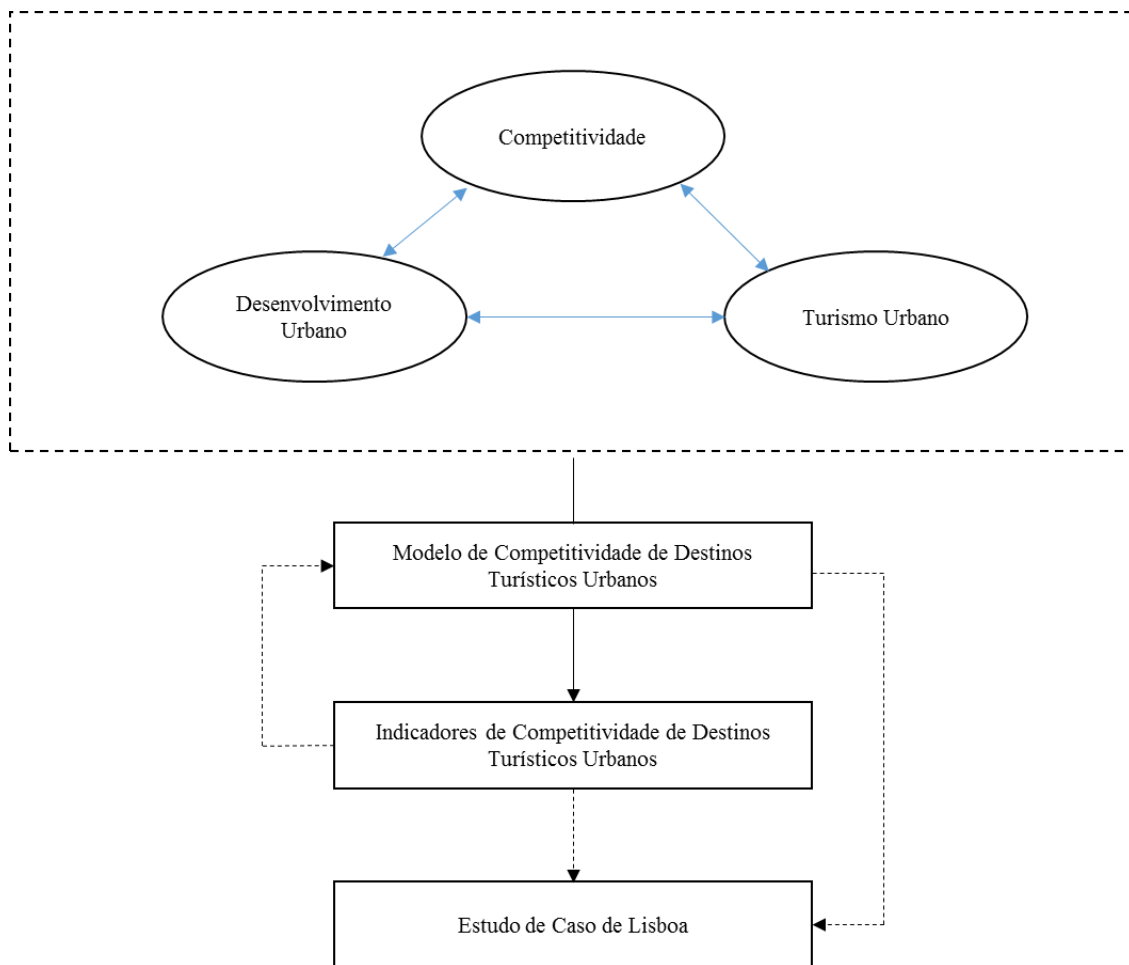 Competitividade
Desenvolvimento
Urbano
Turismo Urbano
Modelo de Competitividade de Destinos
Turísticos Urbanos
Indicadores de Competitividade de Destinos
Turísticos Urbanos
Estudo de Caso de Lisboa